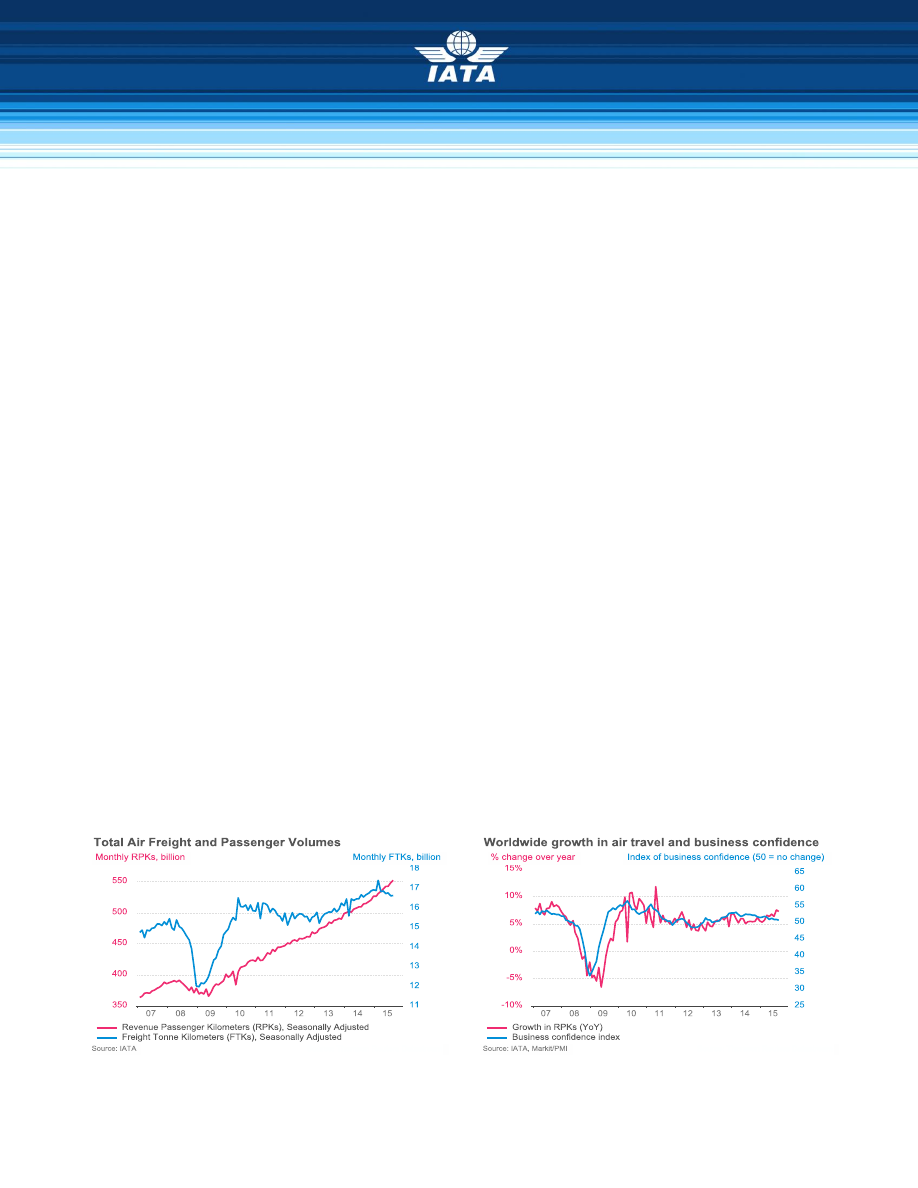 IATA
Total Air Freight and Passenger Volumes
Monthly RPKs, billion Monthly FTKs, billion
18
550 17
500 16
15
450 14
13
400 12
350 11
07 08 09 10 11 12 13 14 15
Revenue Passenger Kilometers (RPKs), Seasonally Adjusted
Freight Tonne Kilometers (FTKs), Seasonally Adjusted
Source: IATA
Worldwide growth in air travel and business confidence
% change over year Index of business confidence (50 = no change)
15% 65
60
10% 55
5% 50
45
0% 40
-5% 35
30
-10% 25
07 08 09 10 11 12 13 14 15
Growth in RPKs (YoY)
Business confidence index
Source: IATA, Markit/PMI